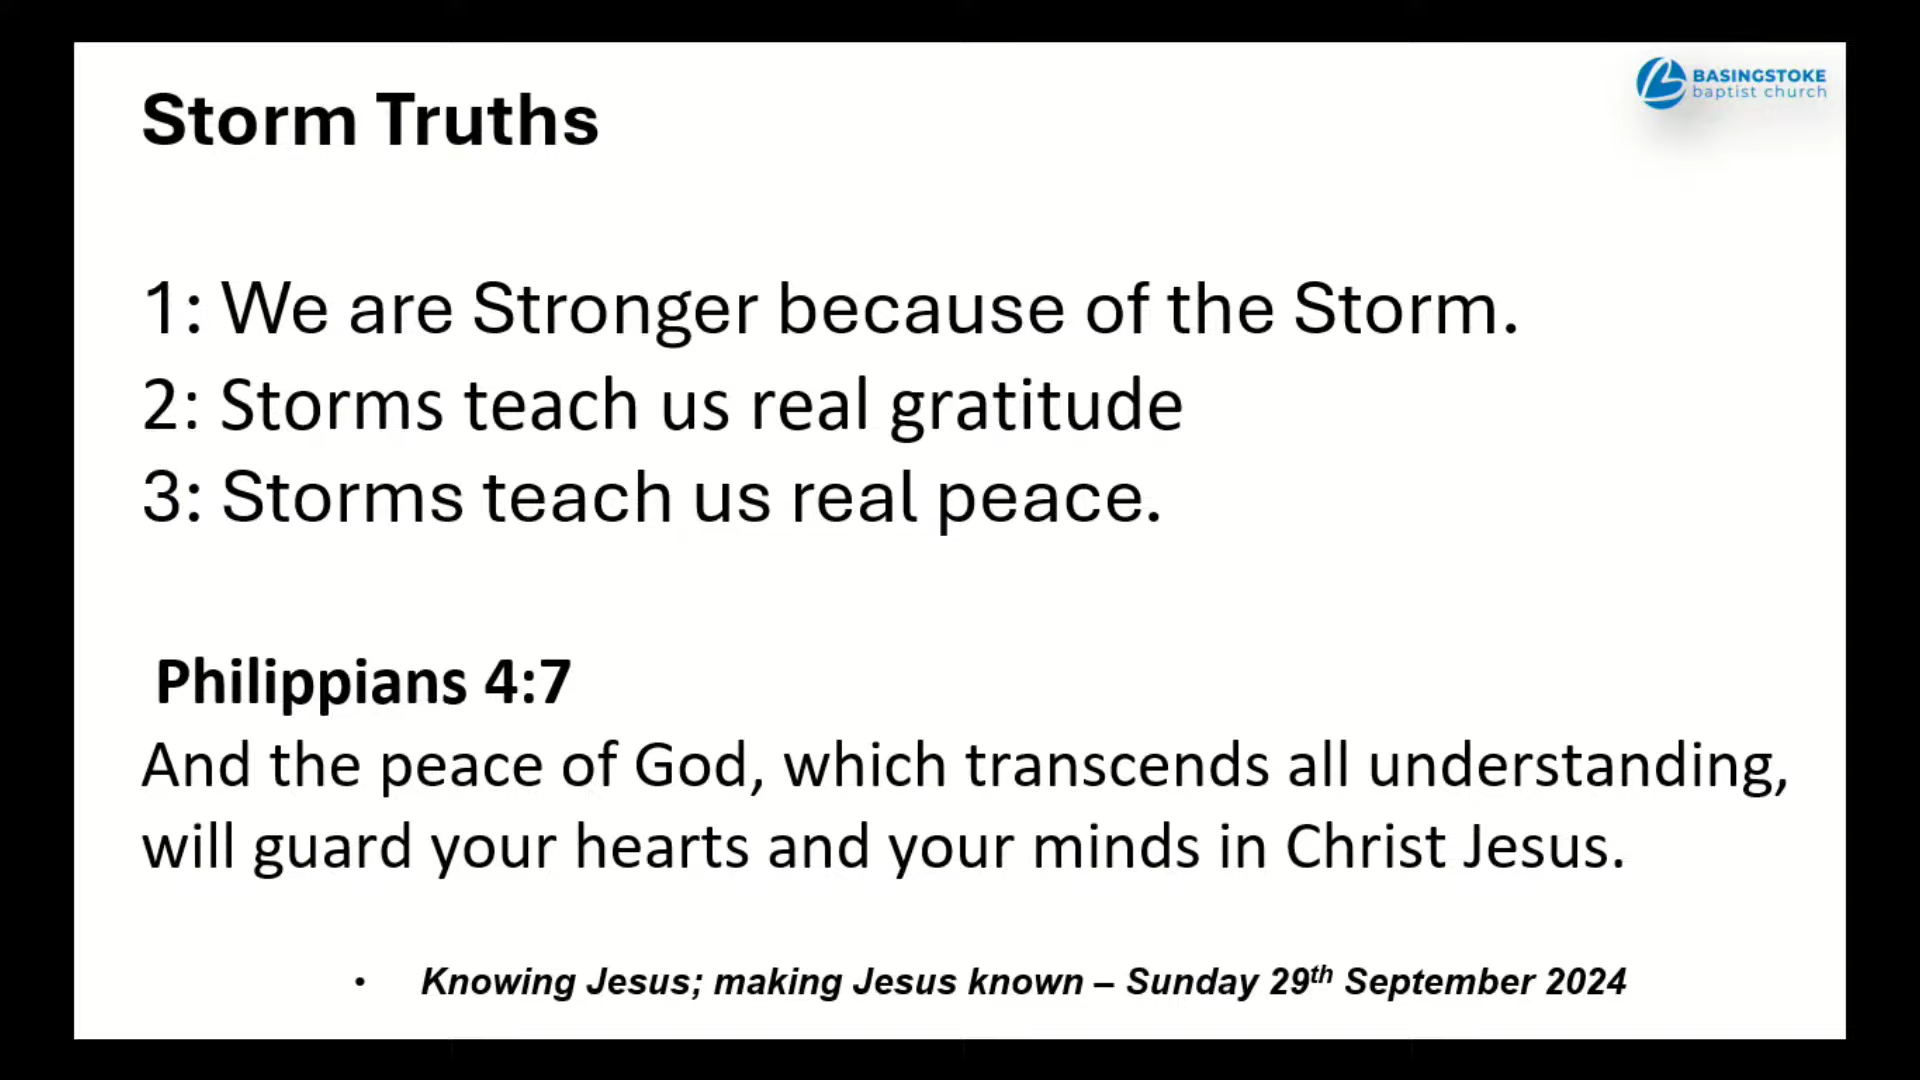 BASINGSTOKE
baptist church
Storm Truths
1: We are Stronger because of the Storm.
2: Storms teach us real gratitude
3: Storms teach us real peace.
Philippians 4:7
And the peace of God, which transcends all understanding,
will guard your hearts and your minds in Christ Jesus.
• Knowing Jesus; making Jesus known – Sunday 29th September 2024